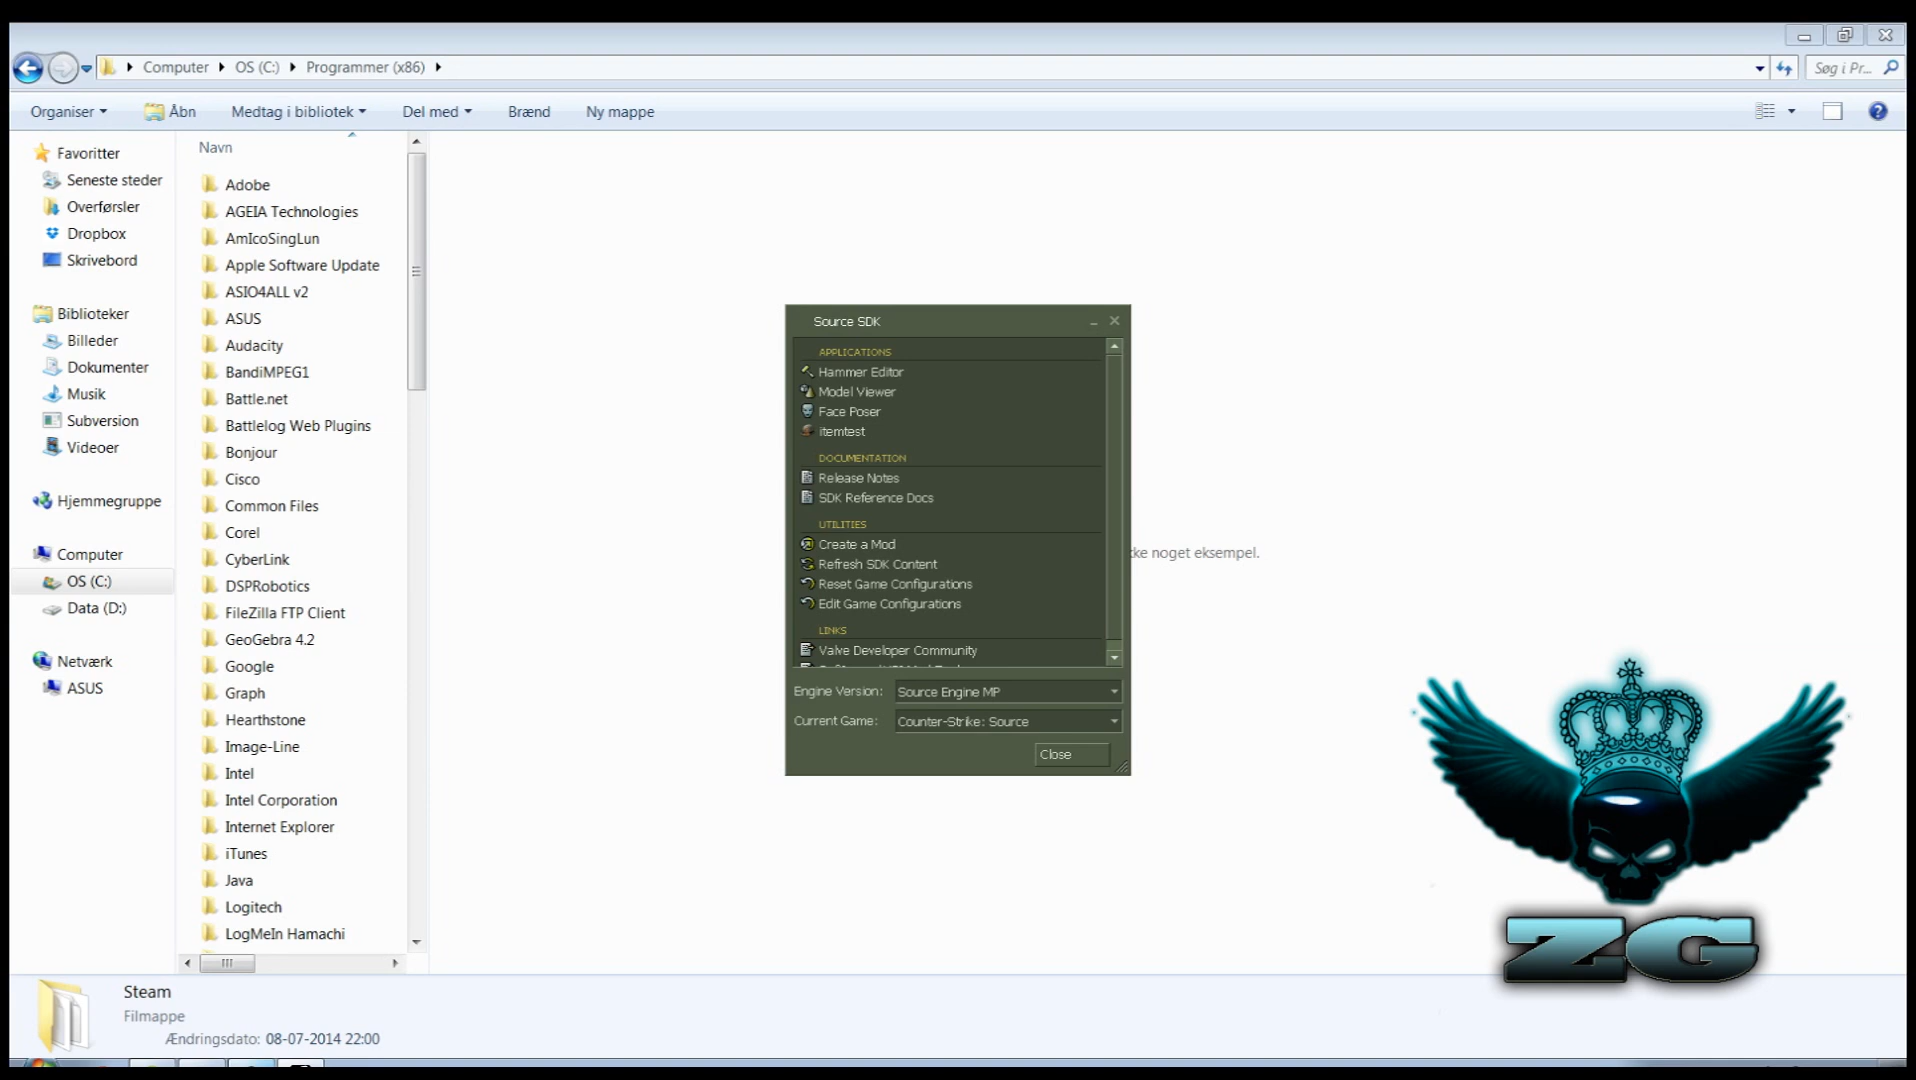 Computer OS (C:) Programmer (x86)
Søg i Pr...
Organiser Åbn Medtag i bibliotek Del med Brænd Ny mappe
Favoritter
Seneste steder
Overførsler
Dropbox
Skrivebord
Biblioteker
Billeder
Dokumenter
Musik
Subversion
Videoer
Hjemmegruppe
Computer
OS (C:)
Data (D:)
Netværk
ASUS
Navn
Adobe
AGEIA Technologies
AmIcoSingLun
Apple Software Update
ASIO4ALL v2
ASUS
Audacity
BandiMPEG1
Battle.net
Battlelog Web Plugins
Bonjour
Cisco
Common Files
Corel
CyberLink
DSPRobotics
FileZilla FTP Client
GeoGebra 4.2
Google
Graph
Hearthstone
Image-Line
Intel
Intel Corporation
Internet Explorer
iTunes
Java
Logitech
LogMeIn Hamachi
Source SDK
APPLICATIONS
Hammer Editor
Model Viewer
Face Poser
itemtest
DOCUMENTATION
Release Notes
SDK Reference Docs
UTILITIES
Create a Mod
Refresh SDK Content
Reset Game Configurations
Edit Game Configurations
LINKS
Valve Developer Community
Engine Version: Source Engine MP
Current Game: Counter-Strike: Source
Close
noget eksempel.
ZG
Steam
Filmappe
Ændringsdato: 08-07-2014 22:00